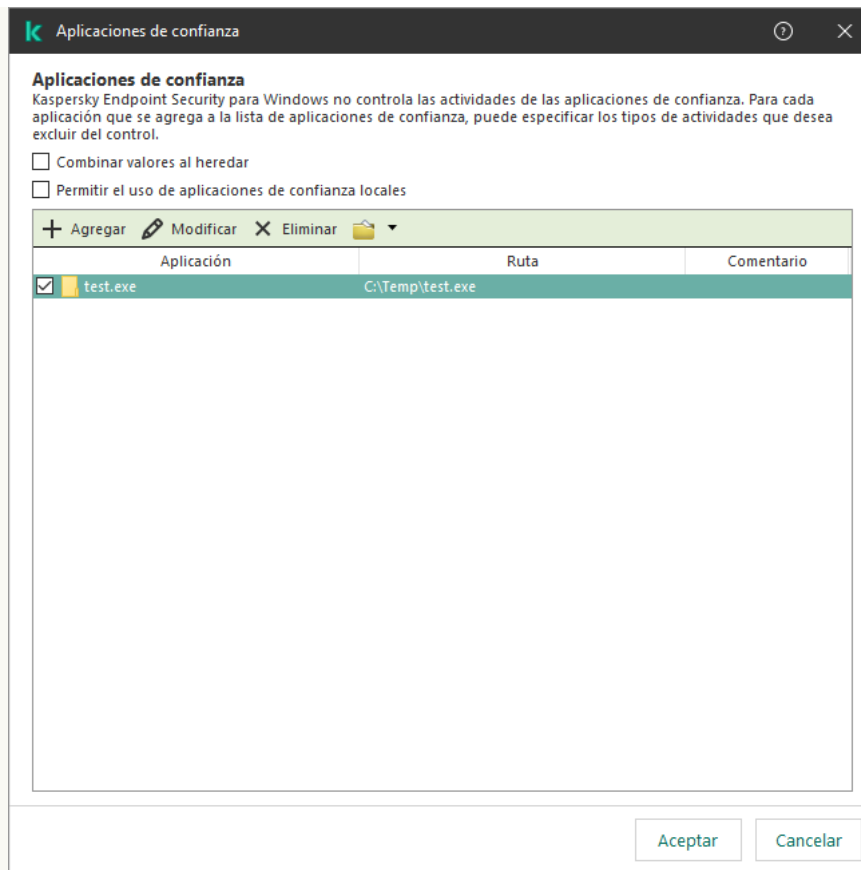 Aplicaciones de confianza
Aplicaciones de confianza
Kaspersky Endpoint Security para Windows no controla las actividades de las aplicaciones de confianza. Para cada
aplicación que se agrega a la lista de aplicaciones de confianza, puede especificar los tipos de actividades que desea
excluir del control.
Combinar valores al heredar
Permitir el uso de aplicaciones de confianza locales
Agregar Modificar Eliminar
Aplicación Ruta Comentario
test.exe C:\Temp\test.exe
Aceptar Cancelar